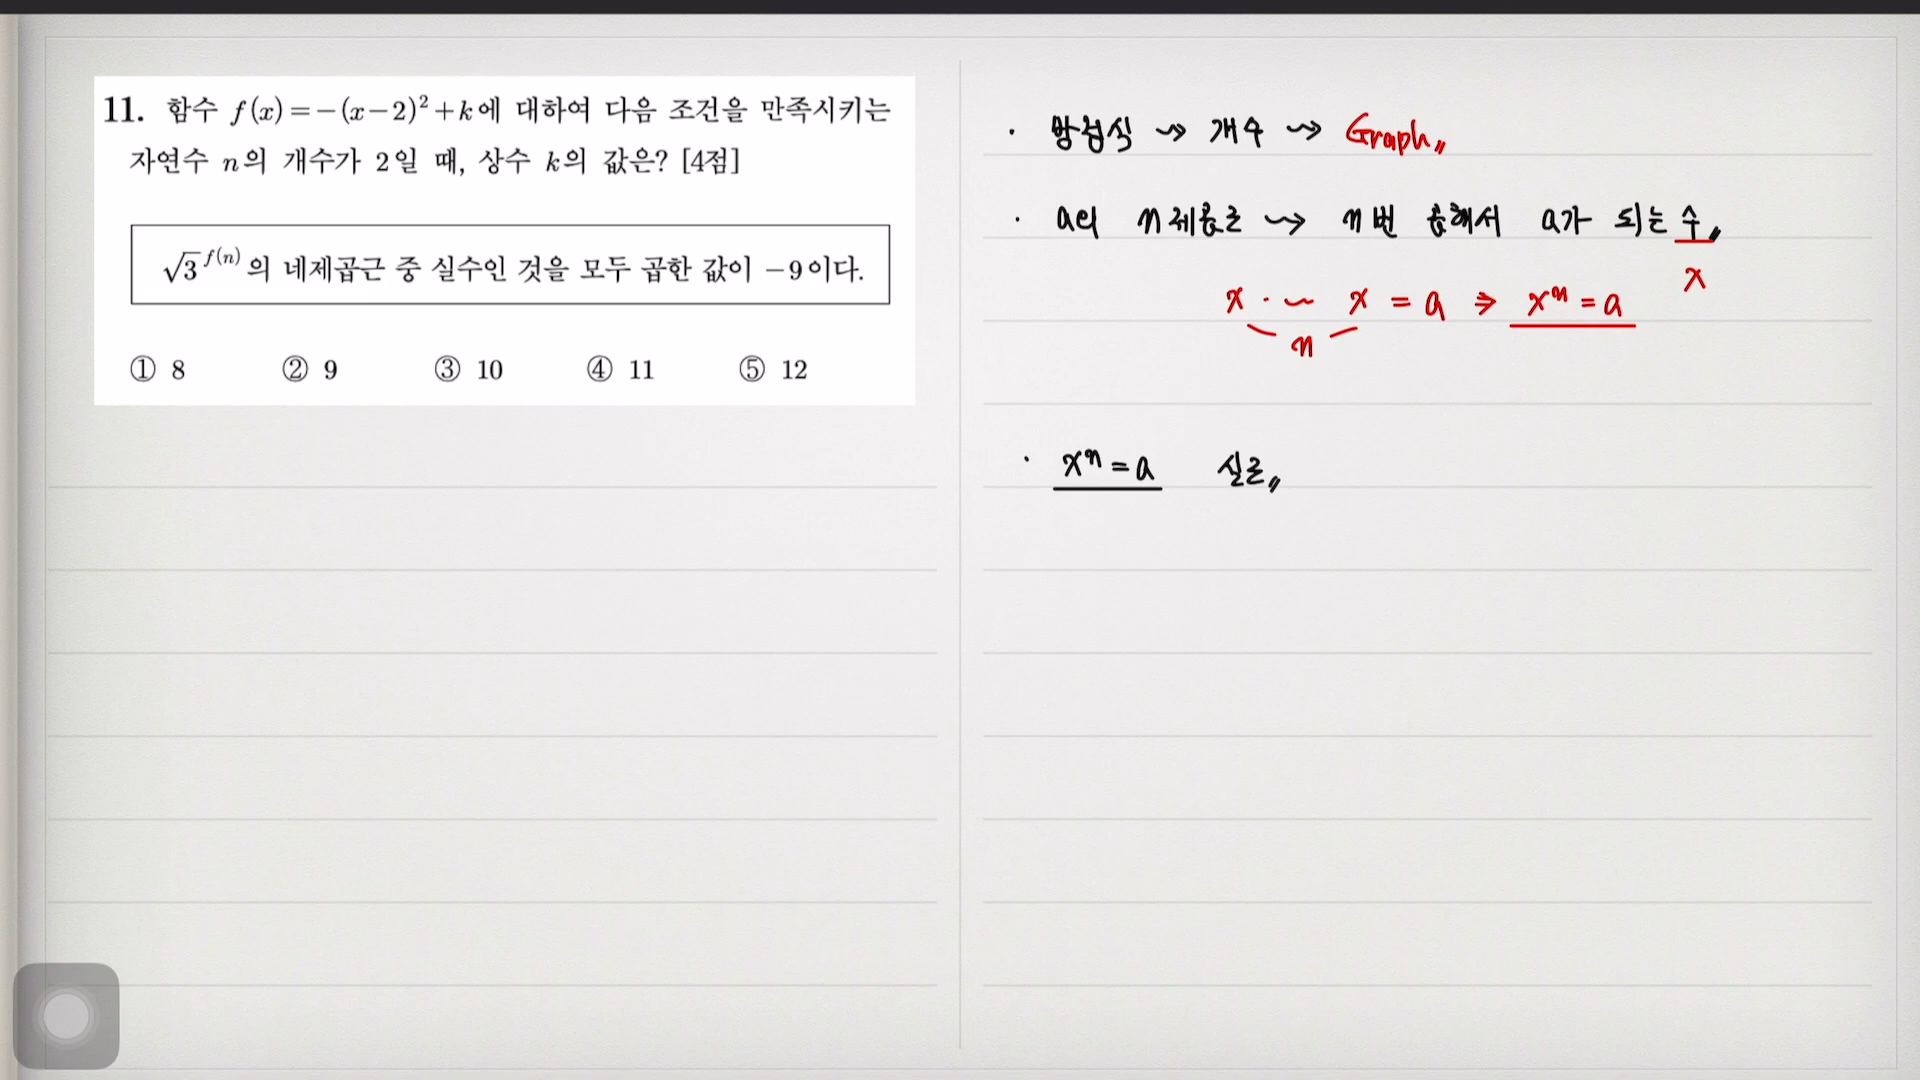 11. 함수 f(x)=-(x-2)²+k에 대하여 다음 조건을 만족시키는
자연수 n의 개수가 2일 때, 상수 k의 값은? [4점]
√3^f(n)의 네제곱근 중 실수인 것을 모두 곱한 값이 -9이다.
① 8 ② 9 ③ 10 ④ 11 ⑤ 12
· 방정식 ⇝ 개수 ⇝ Graph〃
· a의 n제곱근 ⇝ n번 곱해서 a가 되는 수〃
x
x · ~ x = a ⇒ xⁿ = a
n
· xⁿ = a 실근〃